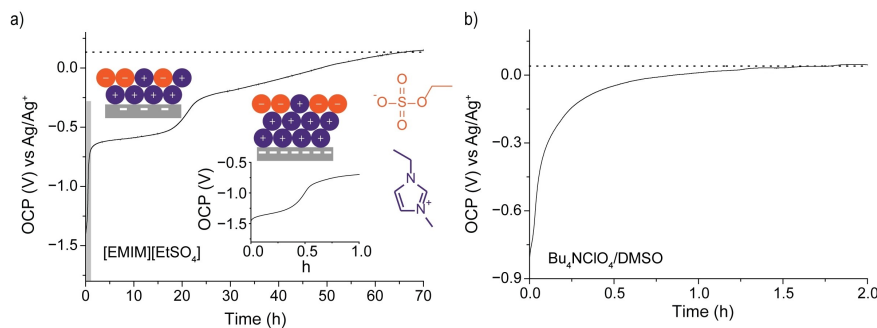 a)
OCP (V) vs Ag/Ag⁺
0.0
−0.5
−1.0
−1.5
− − + − +
+ + + +
− − + − −
+ + + +
+ + + +
OCP (V)
−0.5
−1.0
−1.5
0.0 0.5 1.0
h
[EMIM][EtSO₄]
0 10 20 30 40 50 60 70
Time (h)
O
- O S O
O
N
N +
b)
OCP (V) vs Ag/Ag⁺
0.0
−0.3
−0.6
−0.9
Bu₄NClO₄/DMSO
0.0 0.5 1.0 1.5 2.0
Time (h)